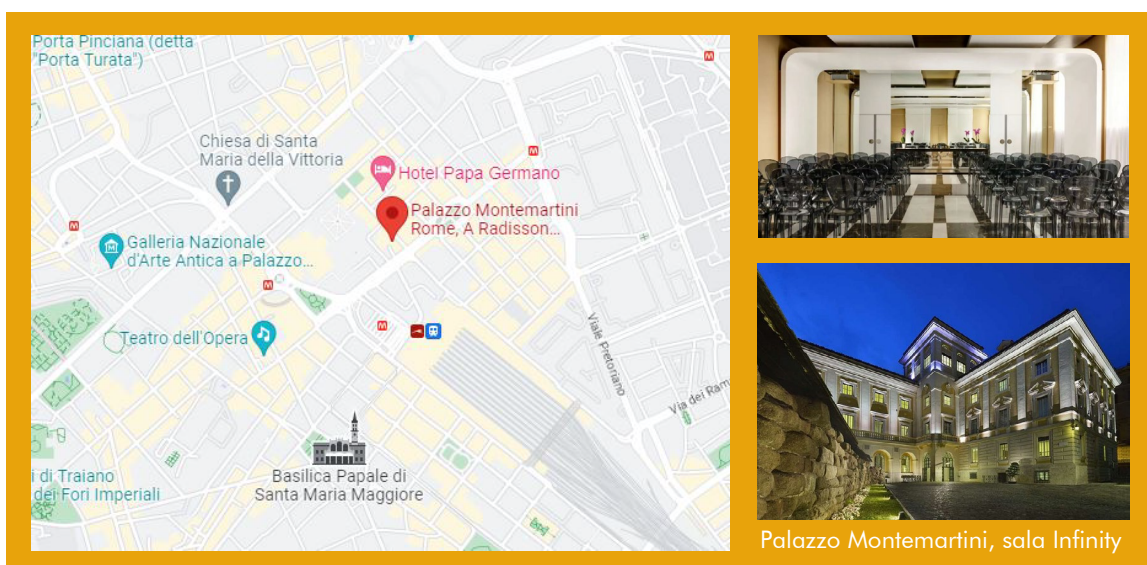 Porta Pinciana (detta
"Porta Turata")
M
Chiesa di Santa
Maria della Vittoria
M
Hotel Papa Germano
Palazzo Montemartini
Rome, A Radisson...
M
Galleria Nazionale
d'Arte Antica a Palazzo...
M
M
Teatro dell'Opera
Viale Pretoriano
Via dei Ram
Basilica Papale di
Santa Maria Maggiore
i di Traiano
dei Fori Imperiali
Palazzo Montemartini, sala Infinity